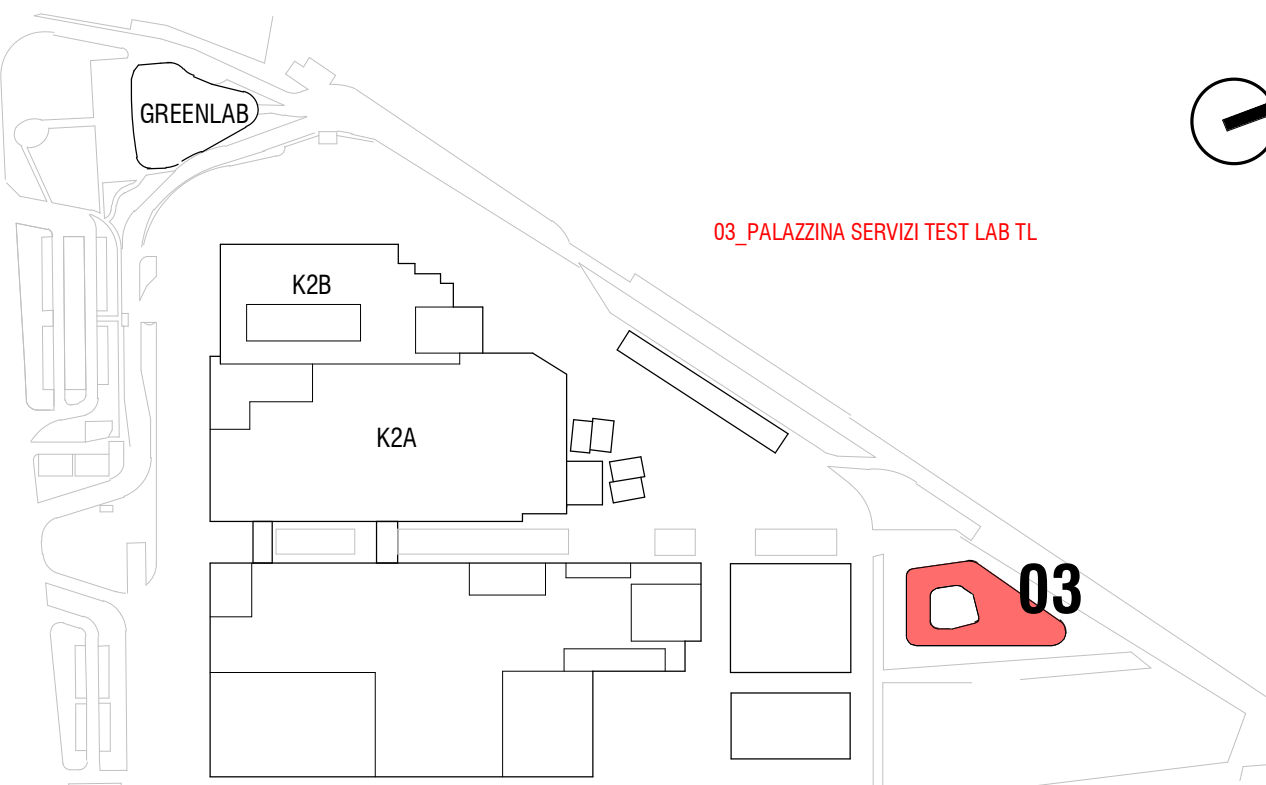 GREENLAB
03_PALAZZINA SERVIZI TEST LAB TL
K2B
K2A
03